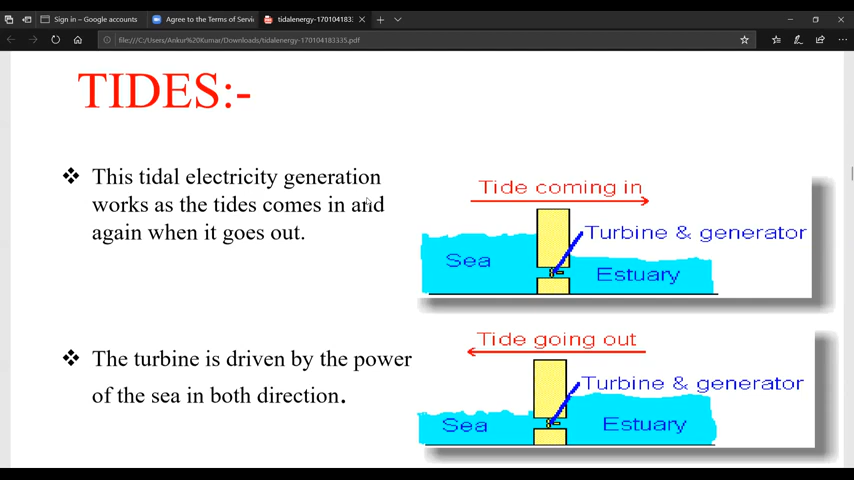 Sign in – Google accounts
Agree to the Terms of Servi
tidalenergy-170104183
file:///C:/Users/Ankur%20Kumar/Downloads/tidalenergy-170104183335.pdf
TIDES:-
This tidal electricity generation
works as the tides comes in and
again when it goes out.
Tide coming in
Turbine & generator
Sea
Estuary
The turbine is driven by the power
of the sea in both direction.
Tide going out
Turbine & generator
Sea
Estuary